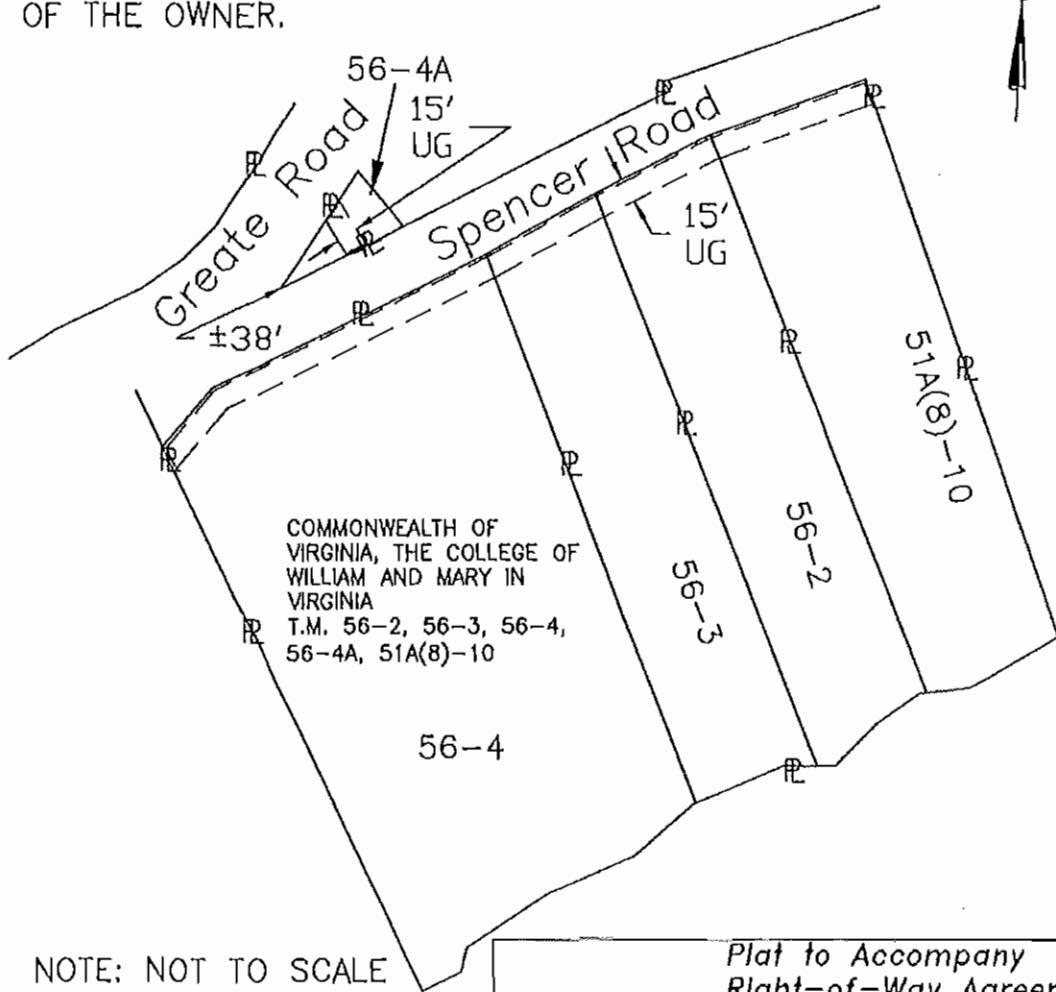 OF THE OWNER.
56-4A
15'
UG
Greate Road
Spencer Road
15'
UG
±38'
51A(8)-10
56-2
56-3
COMMONWEALTH OF
VIRGINIA, THE COLLEGE OF
WILLIAM AND MARY IN
VIRGINIA
T.M. 56-2, 56-3, 56-4,
56-4A, 51A(8)-10
56-4
NOTE: NOT TO SCALE
Plat to Accompany